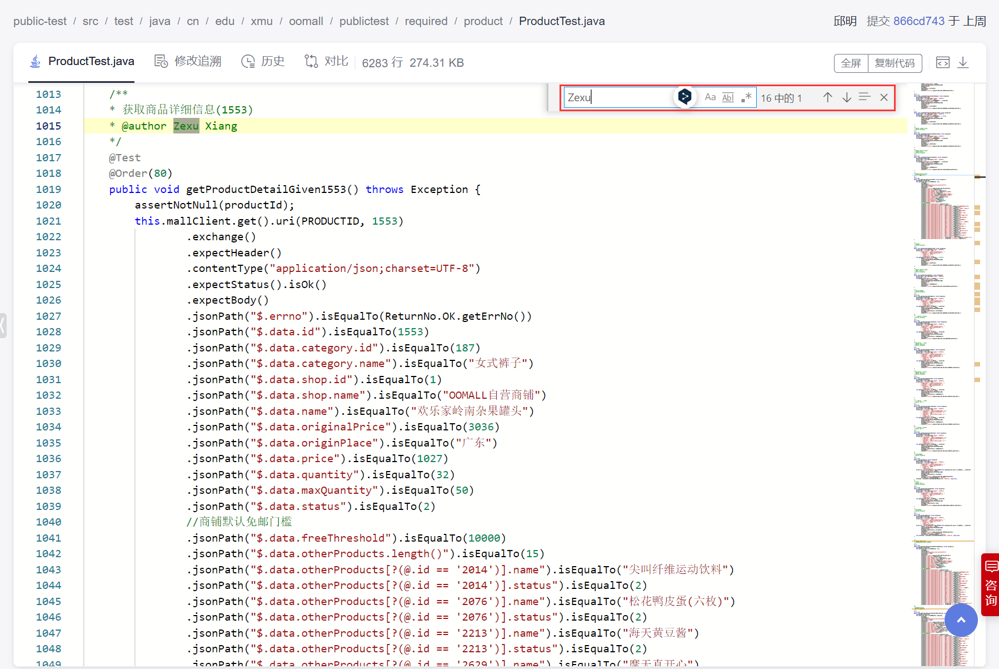 public-test / src / test / java / cn / edu / xmu / oomall / publictest / required / product / ProductTest.java
邱明 提交 866cd743 于 上周
ProductTest.java 修改追溯 历史 对比 6283 行 274.31 KB
全屏 复制代码
Zexu Aa Abl .* 16 中的 1
1013 /**
1014 * 获取商品详细信息(1553)
1015 * @author Zexu Xiang
1016 */
1017 @Test
1018 @Order(80)
1019 public void getProductDetailGiven1553() throws Exception {
1020 assertNotNull(productId);
1021 this.mallClient.get().uri(PRODUCTID, 1553)
1022 .exchange()
1023 .expectHeader()
1024 .contentType("application/json;charset=UTF-8")
1025 .expectStatus().isOk()
1026 .expectBody()
1027 .jsonPath("$.errno").isEqualTo(ReturnNo.OK.getErrNo())
1028 .jsonPath("$.data.id").isEqualTo(1553)
1029 .jsonPath("$.data.category.id").isEqualTo(187)
1030 .jsonPath("$.data.category.name").isEqualTo("女式裤子")
1031 .jsonPath("$.data.shop.id").isEqualTo(1)
1032 .jsonPath("$.data.shop.name").isEqualTo("OOMALL自营商铺")
1033 .jsonPath("$.data.name").isEqualTo("欢乐家岭南杂果罐头")
1034 .jsonPath("$.data.originalPrice").isEqualTo(3036)
1035 .jsonPath("$.data.originPlace").isEqualTo("广东")
1036 .jsonPath("$.data.price").isEqualTo(1027)
1037 .jsonPath("$.data.quantity").isEqualTo(32)
1038 .jsonPath("$.data.maxQuantity").isEqualTo(50)
1039 .jsonPath("$.data.status").isEqualTo(2)
1040 //商铺默认免邮门槛
1041 .jsonPath("$.data.freeThreshold").isEqualTo(10000)
1042 .jsonPath("$.data.otherProducts.length()").isEqualTo(15)
1043 .jsonPath("$.data.otherProducts[?(@.id == '2014')].name").isEqualTo("尖叫纤维运动饮料")
1044 .jsonPath("$.data.otherProducts[?(@.id == '2014')].status").isEqualTo(2)
1045 .jsonPath("$.data.otherProducts[?(@.id == '2076')].name").isEqualTo("松花鸭皮蛋(六枚)")
1046 .jsonPath("$.data.otherProducts[?(@.id == '2076')].status").isEqualTo(2)
1047 .jsonPath("$.data.otherProducts[?(@.id == '2213')].name").isEqualTo("海天黄豆酱")
1048 .jsonPath("$.data.otherProducts[?(@.id == '2213')].status").isEqualTo(2)
1049 .jsonPath("$.data.otherProducts[?(@.id == '2629')].name").isEqualTo("摩天真开心")
咨询